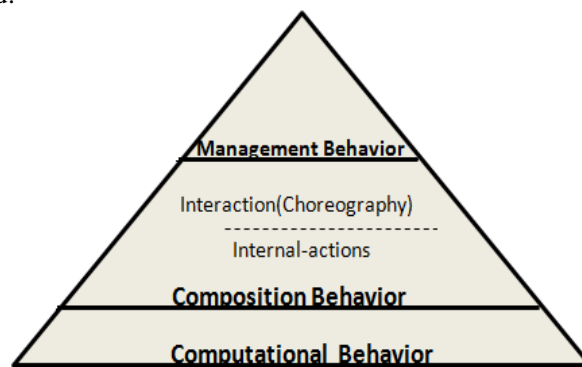 Management Behavior
Interaction(Choreography)
Internal-actions
Composition Behavior
Computational Behavior